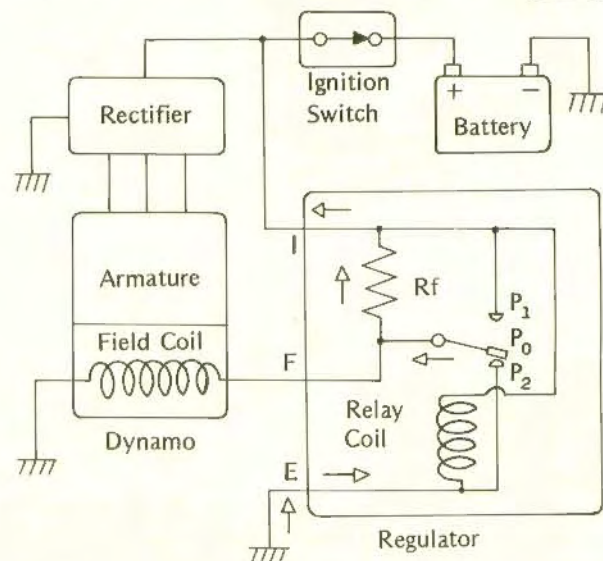 Ignition
Switch
+
−
Battery
Rectifier
Armature
Field Coil
Dynamo
I
Rf
P₁
P₀
P₂
F
Relay
Coil
E
Regulator